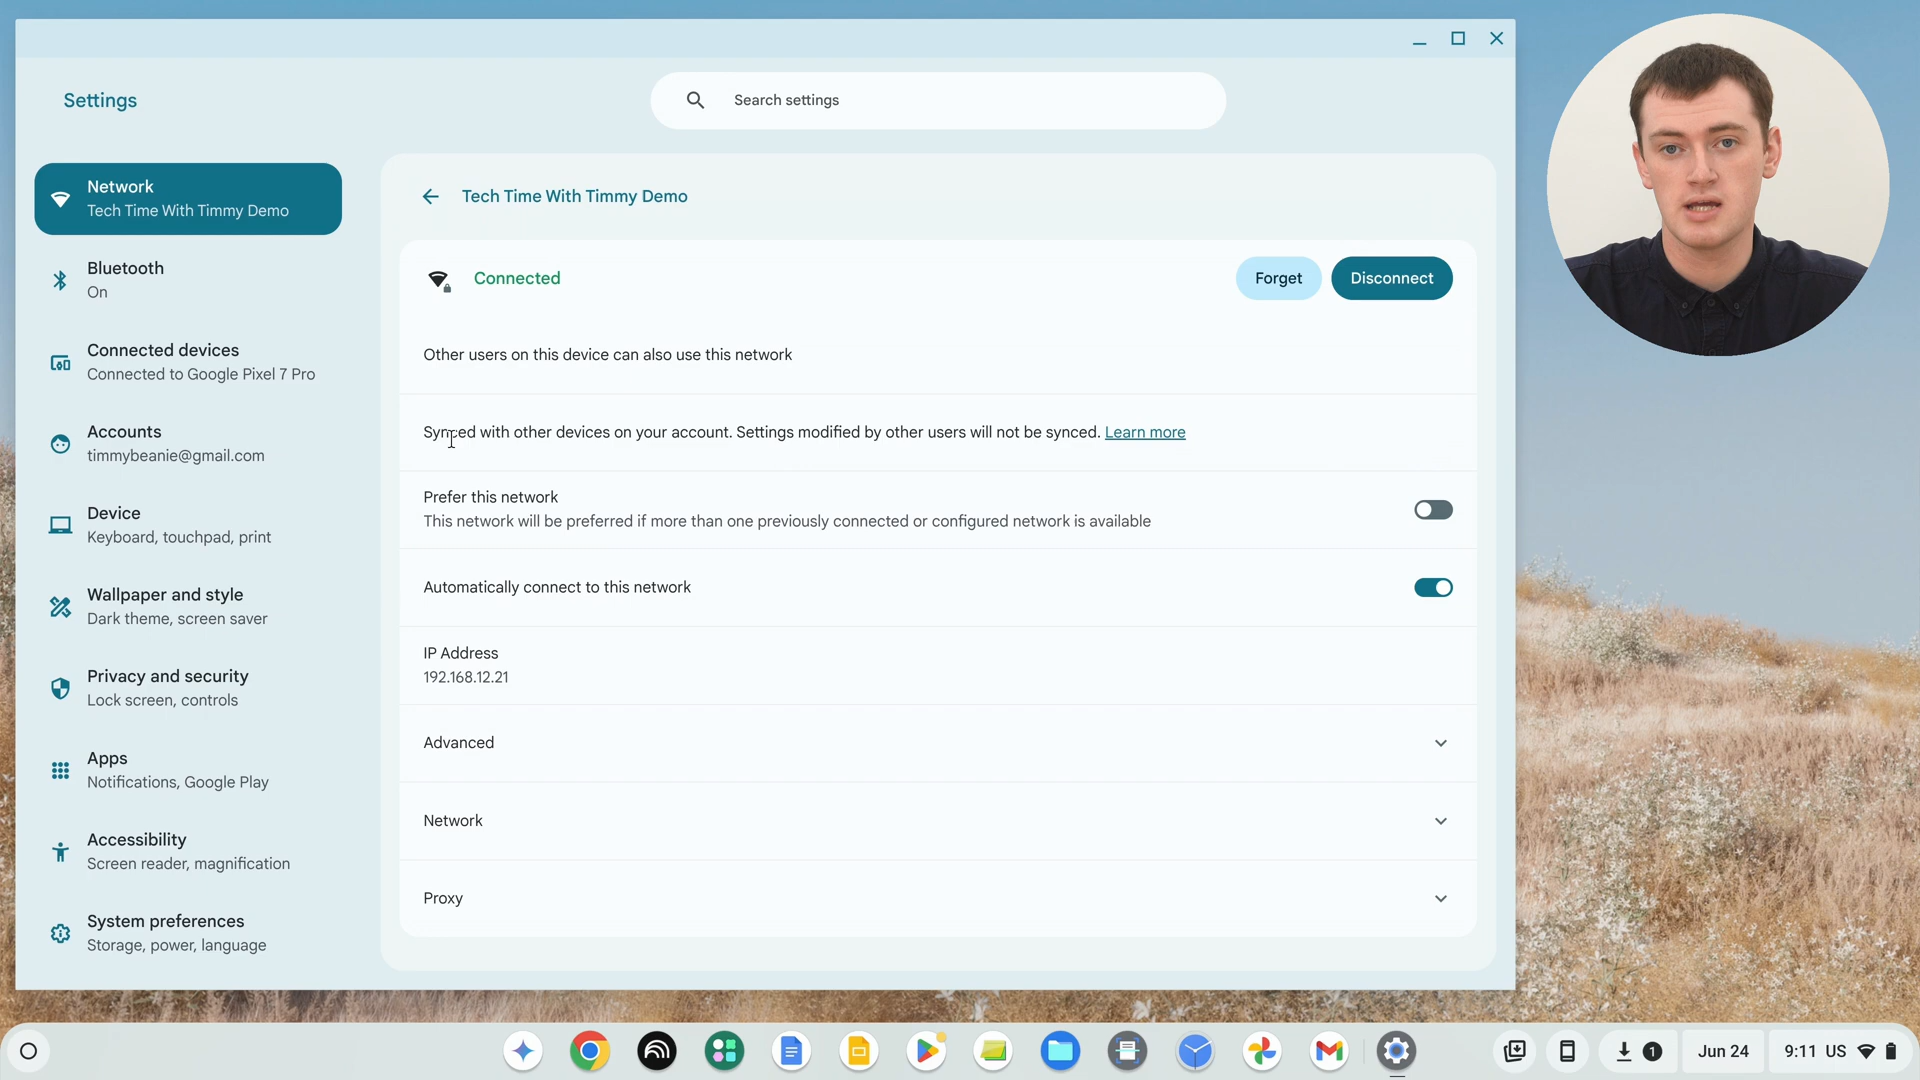 Settings
Search settings
Network
Tech Time With Timmy Demo
Bluetooth
On
Connected devices
Connected to Google Pixel 7 Pro
Accounts
timmybeanie@gmail.com
Device
Keyboard, touchpad, print
Wallpaper and style
Dark theme, screen saver
Privacy and security
Lock screen, controls
Apps
Notifications, Google Play
Accessibility
Screen reader, magnification
System preferences
Storage, power, language
Tech Time With Timmy Demo
Connected
Forget
Disconnect
Other users on this device can also use this network
Synced with other devices on your account. Settings modified by other users will not be synced. Learn more
Prefer this network
This network will be preferred if more than one previously connected or configured network is available
Automatically connect to this network
IP Address
192.168.12.21
Advanced
Network
Proxy
1
Jun 24
9:11 US